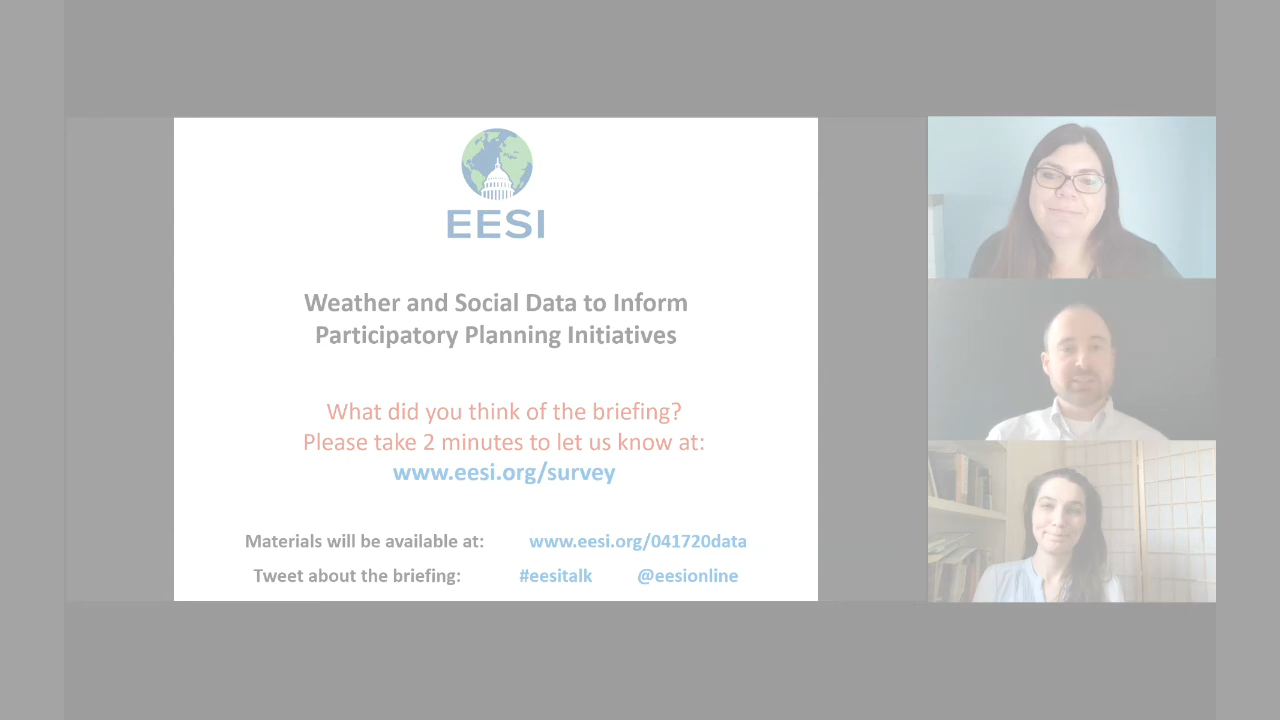 EESI
Weather and Social Data to Inform
Participatory Planning Initiatives
What did you think of the briefing?
Please take 2 minutes to let us know at:
www.eesi.org/survey
Materials will be available at: www.eesi.org/041720data
Tweet about the briefing: #eesitalk @eesionline